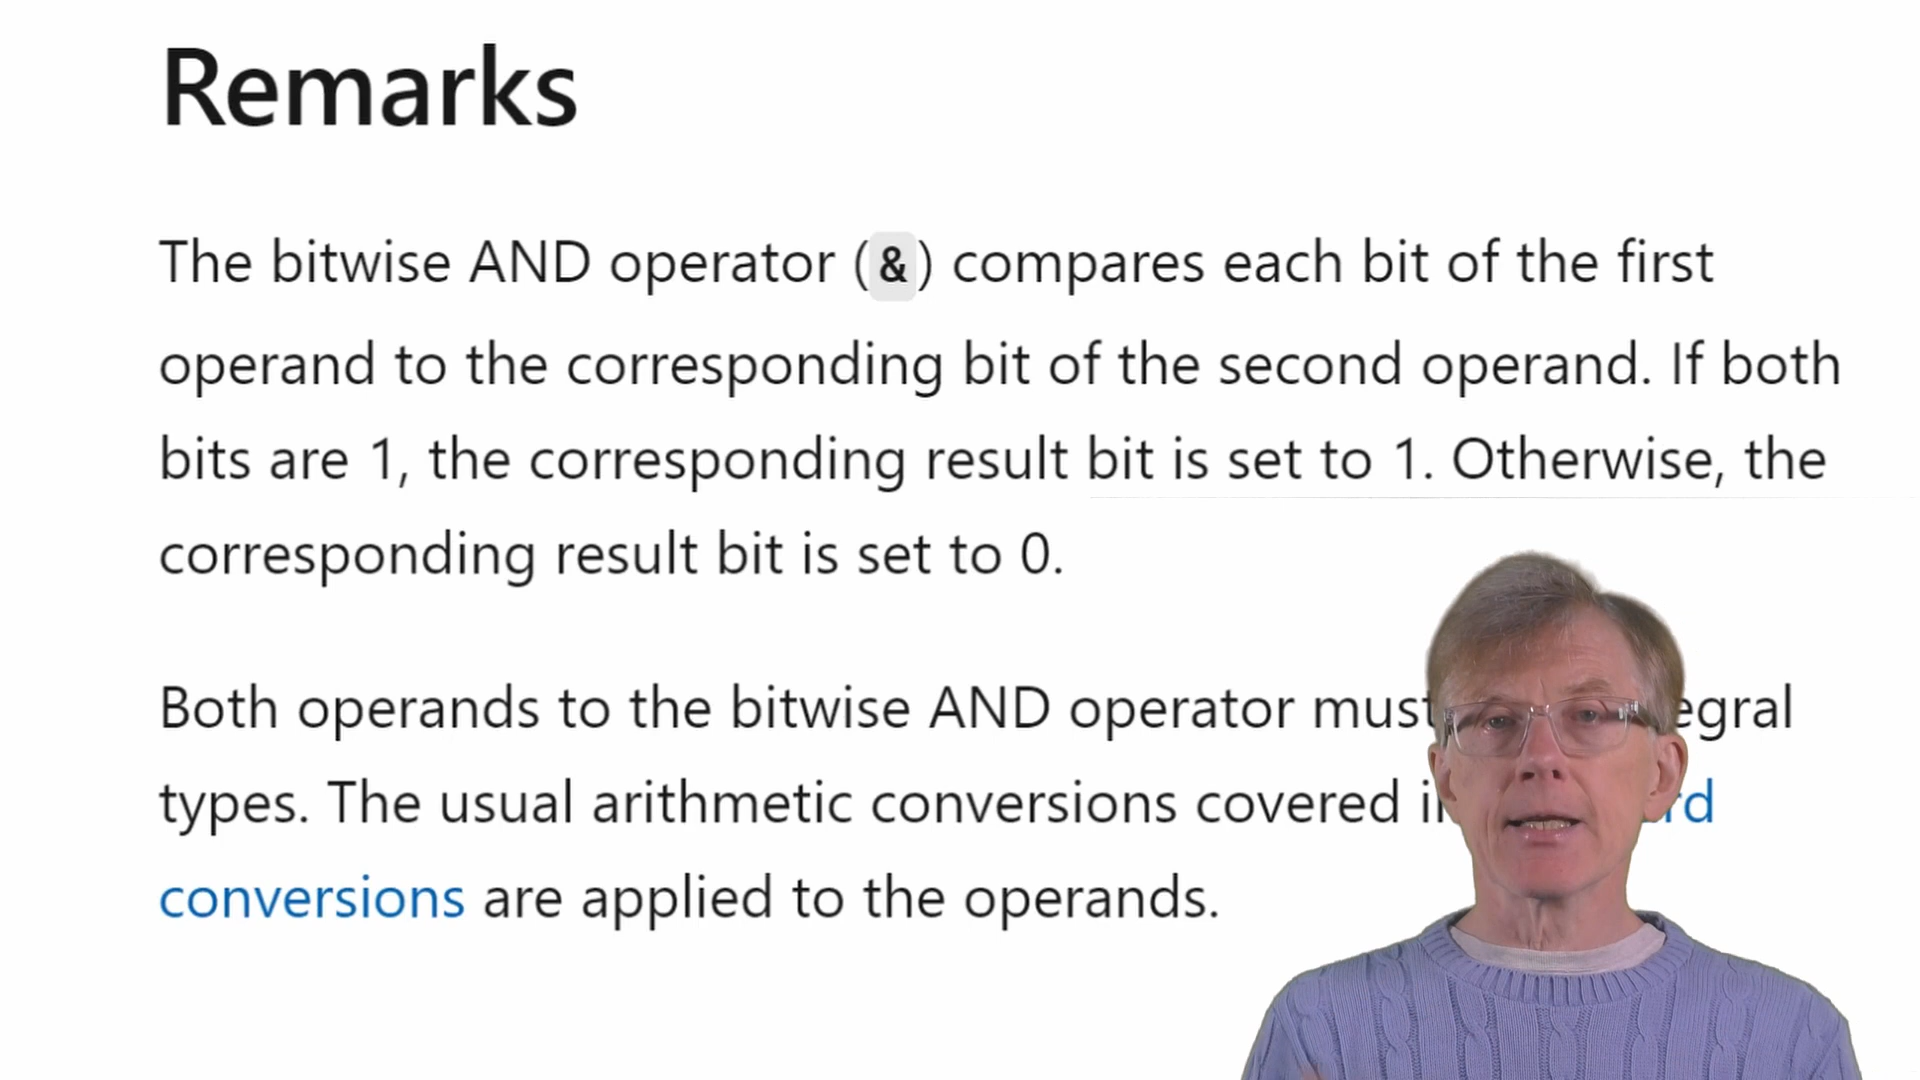 Remarks
The bitwise AND operator (&) compares each bit of the first
operand to the corresponding bit of the second operand. If both
bits are 1, the corresponding result bit is set to 1. Otherwise, the
corresponding result bit is set to 0.
Both operands to the bitwise AND operator must egral
types. The usual arithmetic conversions covered rd
conversions are applied to the operands.